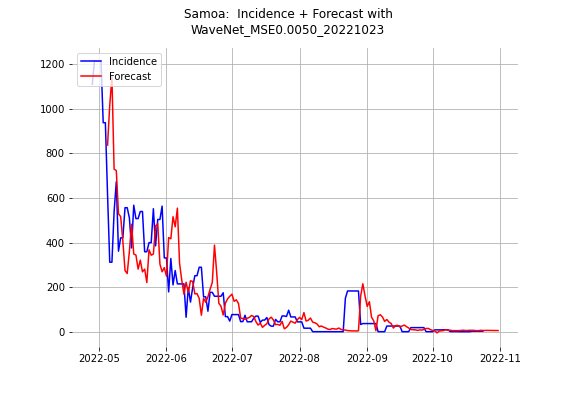 Samoa:  Incidence + Forecast with
WaveNet_MSE0.0050_20221023
Incidence
Forecast
1200
1000
800
600
400
200
0
2022-05 2022-06 2022-07 2022-08 2022-09 2022-10 2022-11